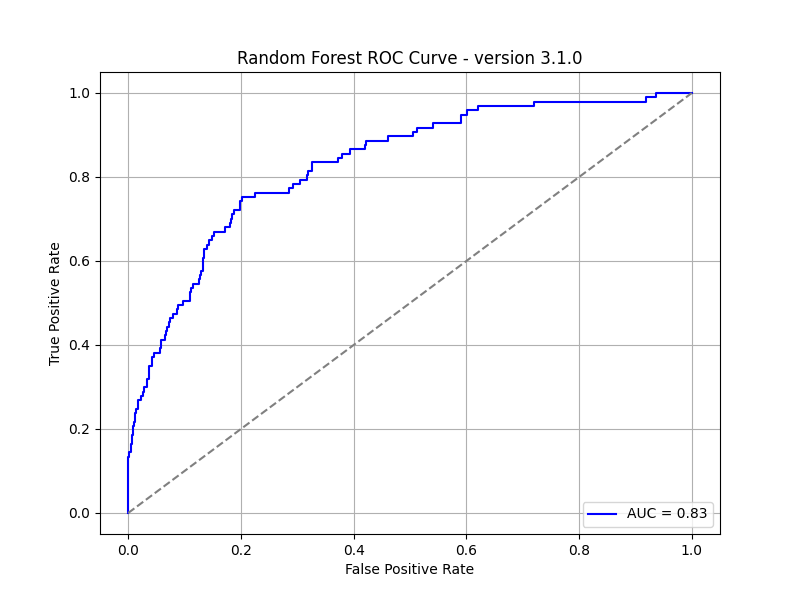 Random Forest ROC Curve - version 3.1.0
True Positive Rate
1.0
0.8
0.6
0.4
0.2
0.0
AUC = 0.83
0.0 0.2 0.4 0.6 0.8 1.0
False Positive Rate